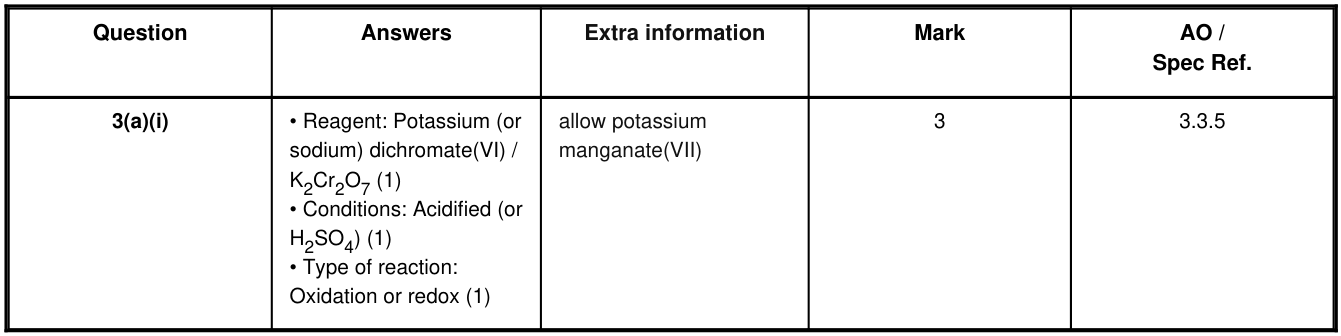 Question Answers Extra information Mark AO /
Spec Ref.
3(a)(i) • Reagent: Potassium (or allow potassium 3 3.3.5
sodium) dichromate(VI) / manganate(VII)
K₂Cr₂O₇ (1)
• Conditions: Acidified (or
H₂SO₄) (1)
• Type of reaction:
Oxidation or redox (1)